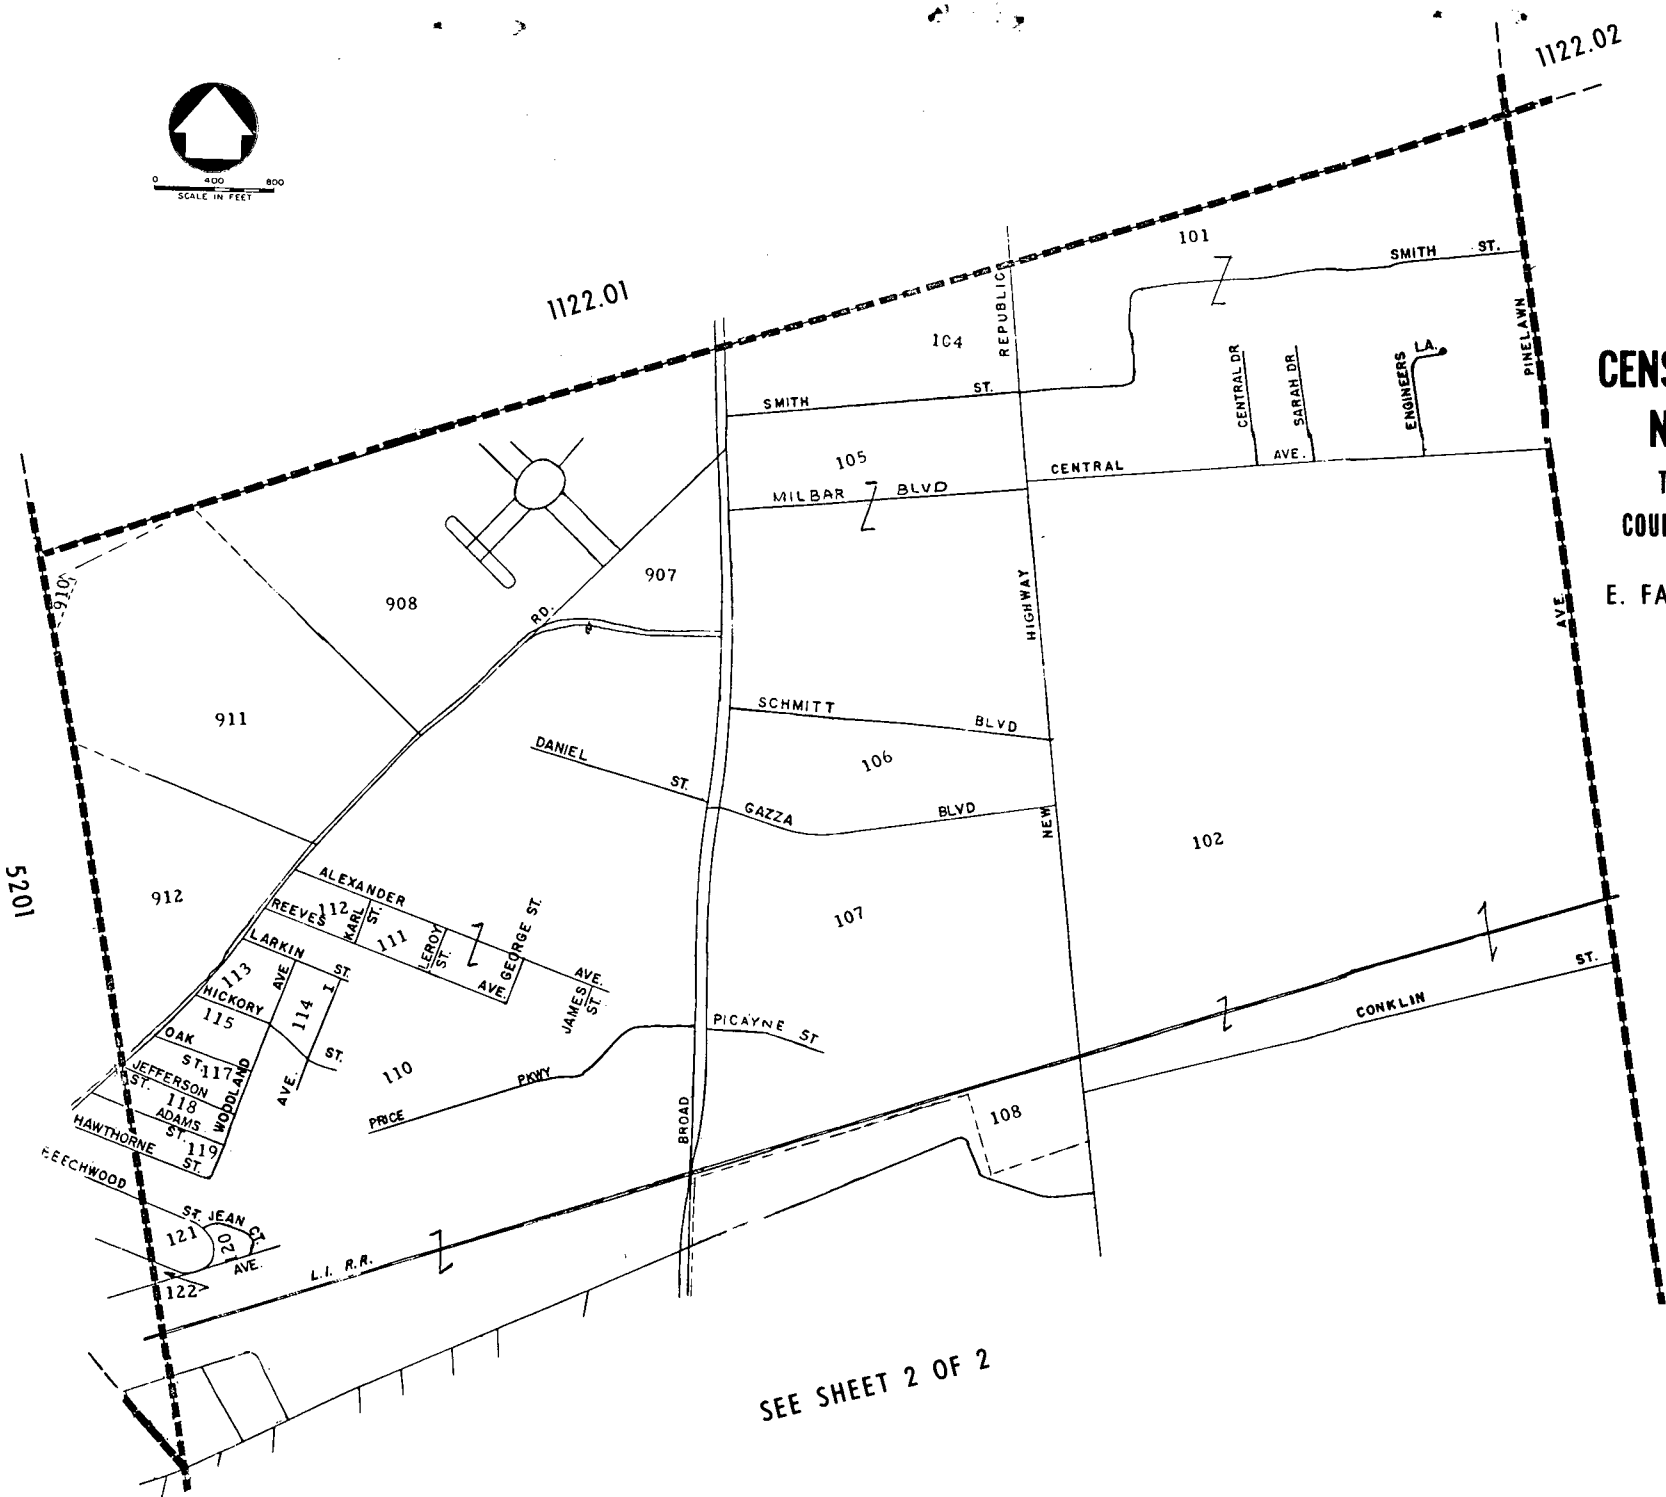 1122.02
0 400 800
SCALE IN FEET
1122.01
101
SMITH ST.
REPUBLIC
104
PINELAWN
CENTRAL DR
SARAH DR
ENGINEERS LA.
SMITH ST.
105
CENTRAL AVE.
MILBAR BLVD
908
907
910
RD.
HIGHWAY
AVE.
E. FA
911
SCHMITT BLVD
DANIEL ST.
106
GAZZA BLVD
NEW
102
5201
912
ALEXANDER AVE.
REEVES AVE.
112
KARL ST.
111
LEROY ST.
GEORGE ST.
JAMES ST.
107
LARKIN ST.
113
AVE
114
HICKORY ST.
115
OAK ST.
117
JEFFERSON ST.
118
ADAMS ST.
119
WOODLAND
AVE.
HAWTHORNE ST.
110
PRICE PKWY
PICAYNE ST
BROAD
CONKLIN ST.
108
BEECHWOOD
ST. JEAN CT.
121
120
AVE.
122
L.I. R.R.
SEE SHEET 2 OF 2